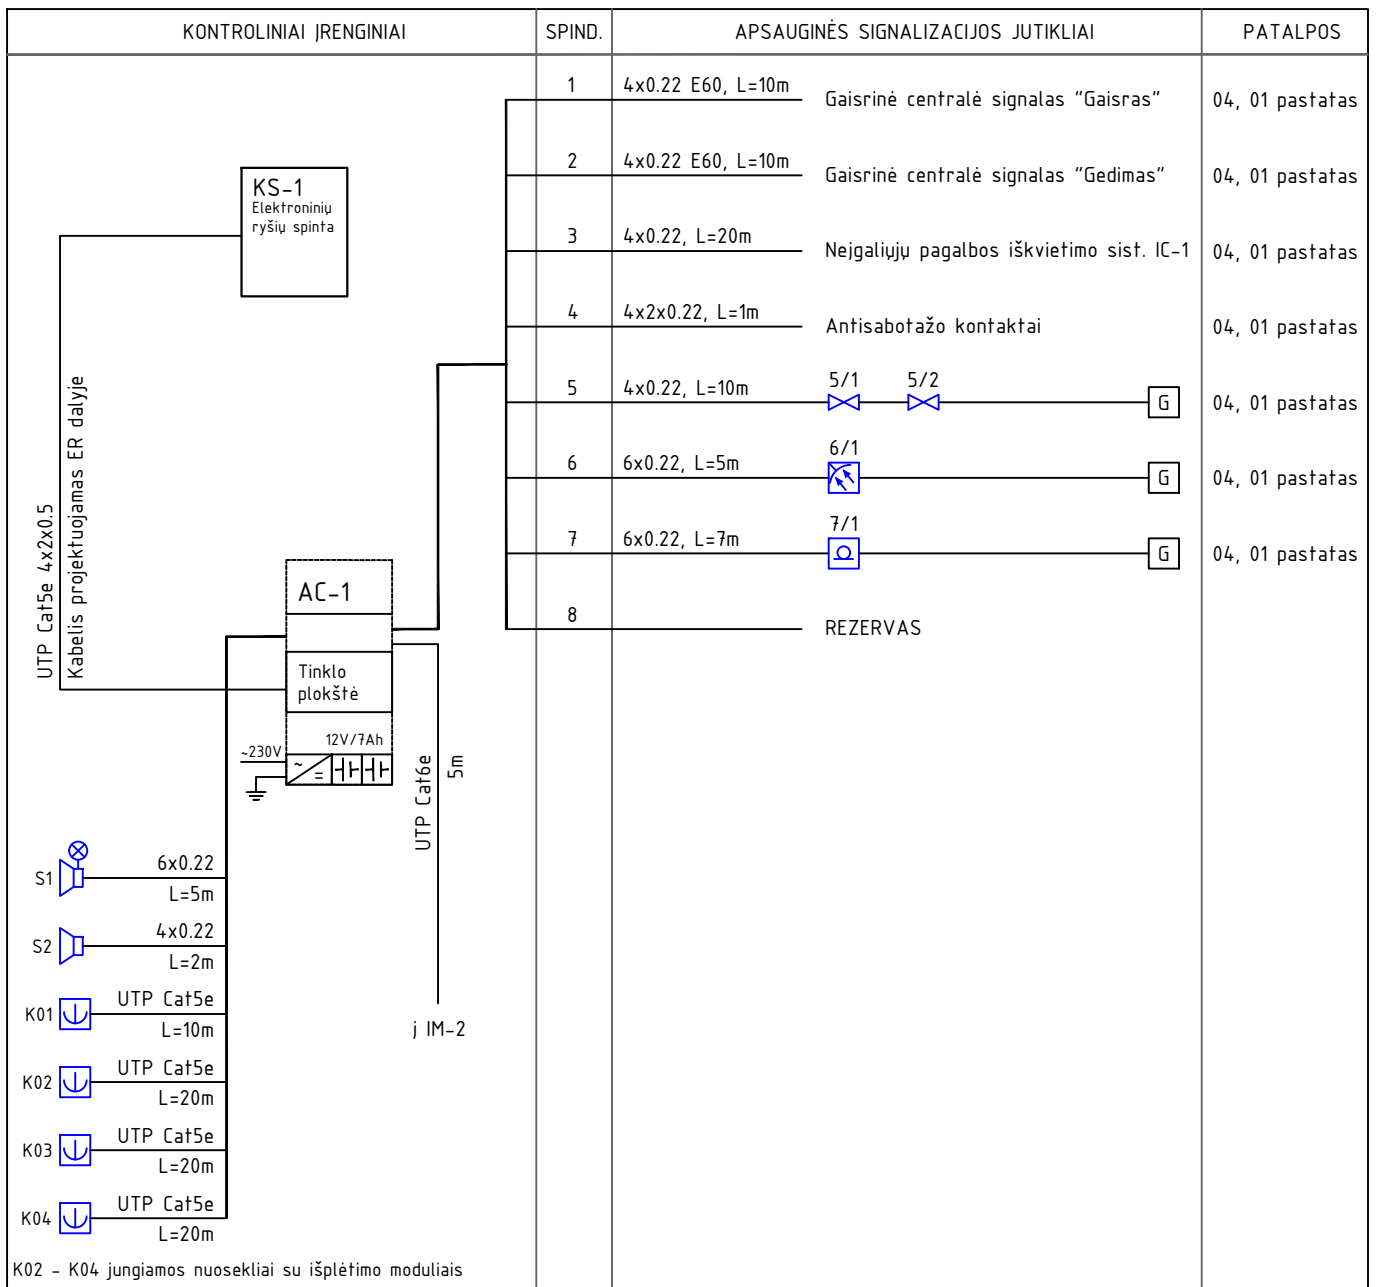 KONTROLINIAI ĮRENGINIAI
SPIND.
APSAUGINĖS SIGNALIZACIJOS JUTIKLIAI
PATALPOS
1
4x0.22 E60, L=10m
Gaisrinė centralė signalas "Gaisras"
04, 01 pastatas
2
4x0.22 E60, L=10m
Gaisrinė centralė signalas "Gedimas"
04, 01 pastatas
3
4x0.22, L=20m
Neįgaliųjų pagalbos iškvietimo sist. IC-1
04, 01 pastatas
4
4x2x0.22, L=1m
Antisabotažo kontaktai
04, 01 pastatas
5
4x0.22, L=10m
5/1
5/2
G
04, 01 pastatas
6
6x0.22, L=5m
6/1
G
04, 01 pastatas
7
6x0.22, L=7m
7/1
G
04, 01 pastatas
8
REZERVAS
KS-1
Elektroninių
ryšių spinta
UTP Cat5e 4x2x0.5
Kabelis projektuojamas ER dalyje
AC-1
Tinklo
plokštė
12V/7Ah
~230V
~
=
UTP Cat6e
5m
į IM-2
S1
6x0.22
L=5m
S2
4x0.22
L=2m
K01
UTP Cat5e
L=10m
K02
UTP Cat5e
L=20m
K03
UTP Cat5e
L=20m
K04
UTP Cat5e
L=20m
K02 - K04 jungiamos nuosekliai su išplėtimo moduliais